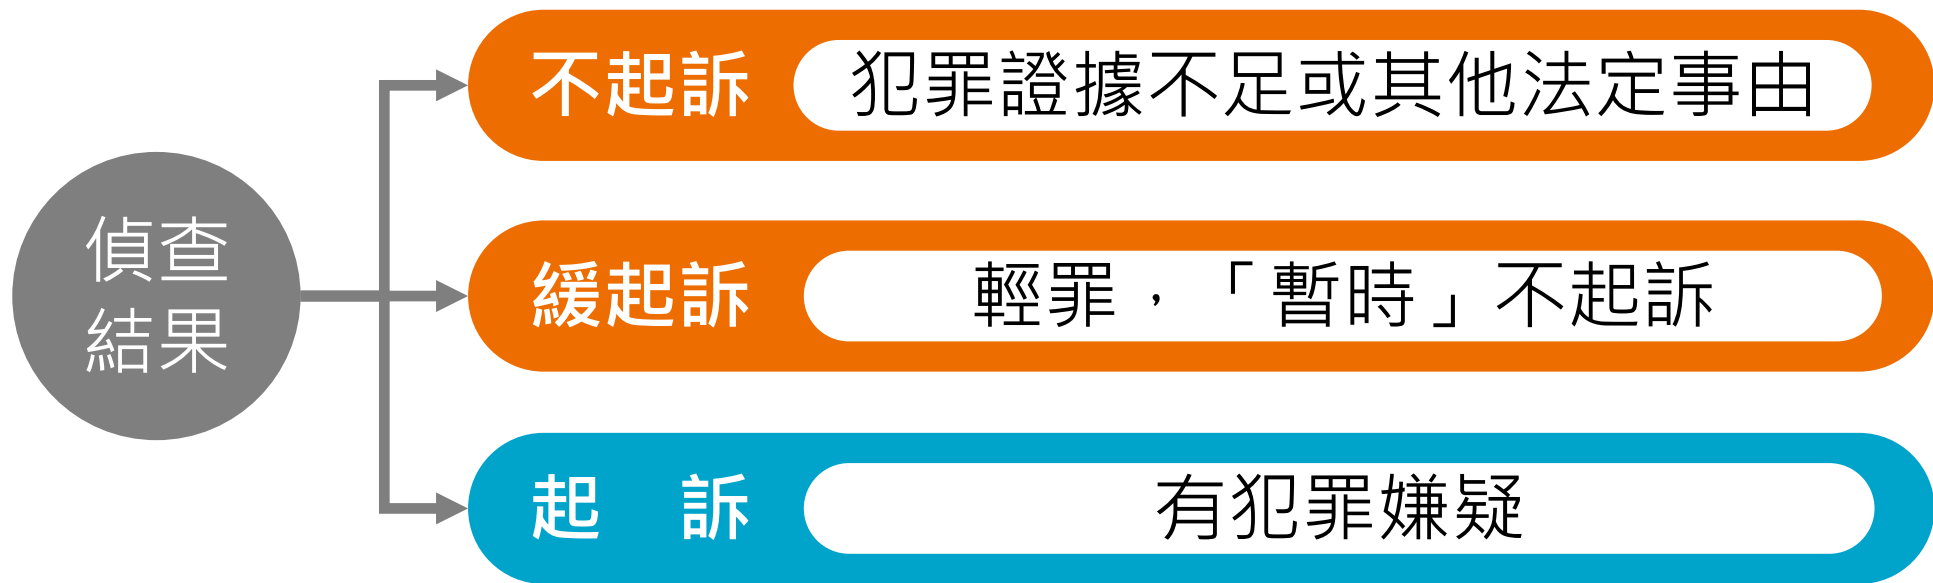 偵查
結果
不起訴 犯罪證據不足或其他法定事由
緩起訴 輕罪，「暫時」不起訴
起　訴 有犯罪嫌疑